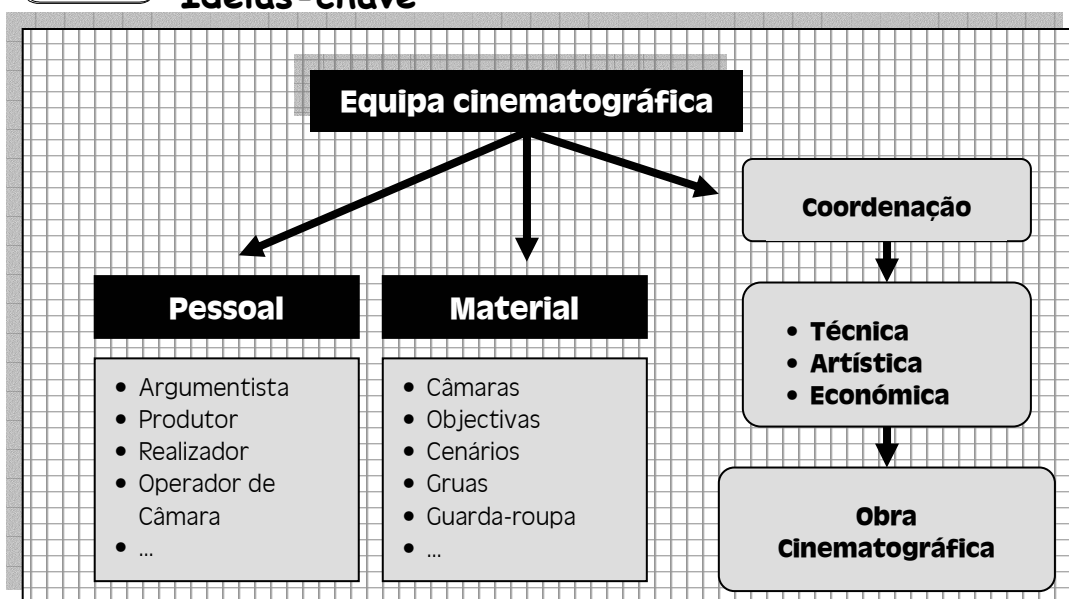 Ideias-chave
Equipa cinematográfica
Pessoal
• Argumentista
• Produtor
• Realizador
• Operador de
Câmara
• ...
Material
• Câmaras
• Objectivas
• Cenários
• Gruas
• Guarda-roupa
• ...
Coordenação
• Técnica
• Artística
• Económica
Obra
Cinematográfica